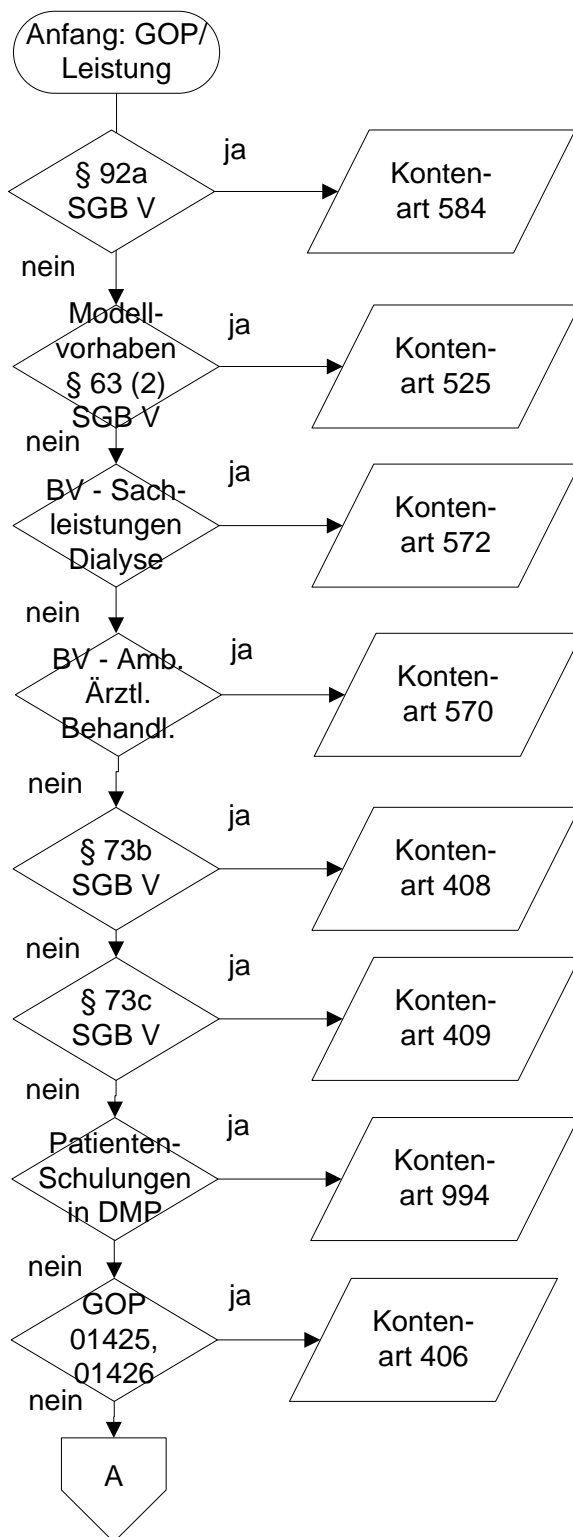 Anfang: GOP/
Leistung
§ 92a
SGB V
ja
Konten-
art 584
nein
Modell-
vorhaben
§ 63 (2)
SGB V
ja
Konten-
art 525
nein
BV - Sach-
leistungen
Dialyse
ja
Konten-
art 572
nein
BV - Amb.
Ärztl.
Behandl.
ja
Konten-
art 570
nein
§ 73b
SGB V
ja
Konten-
art 408
nein
§ 73c
SGB V
ja
Konten-
art 409
nein
Patienten-
Schulungen
in DMP
ja
Konten-
art 994
nein
GOP
01425,
01426
ja
Konten-
art 406
nein
A